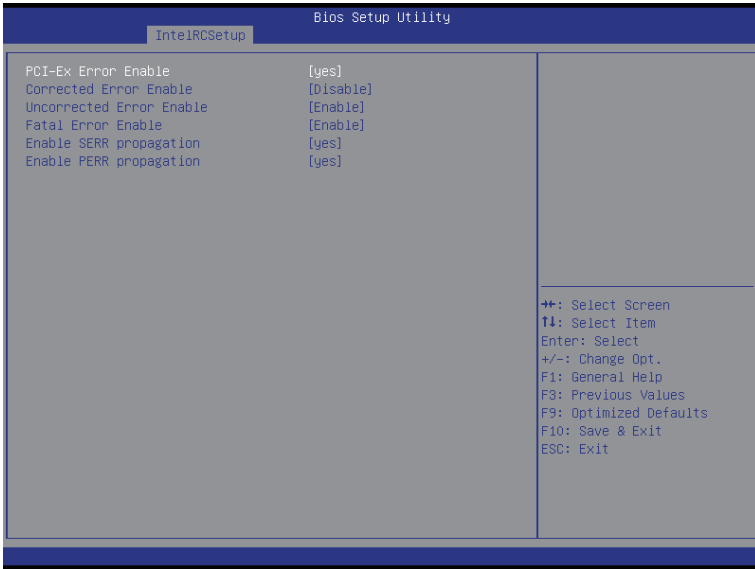 Bios Setup Utility
IntelRCSetup
PCI-Ex Error Enable [yes]
Corrected Error Enable [Disable]
Uncorrected Error Enable [Enable]
Fatal Error Enable [Enable]
Enable SERR propagation [yes]
Enable PERR propagation [yes]
→←: Select Screen
↑↓: Select Item
Enter: Select
+/-: Change Opt.
F1: General Help
F3: Previous Values
F9: Optimized Defaults
F10: Save & Exit
ESC: Exit